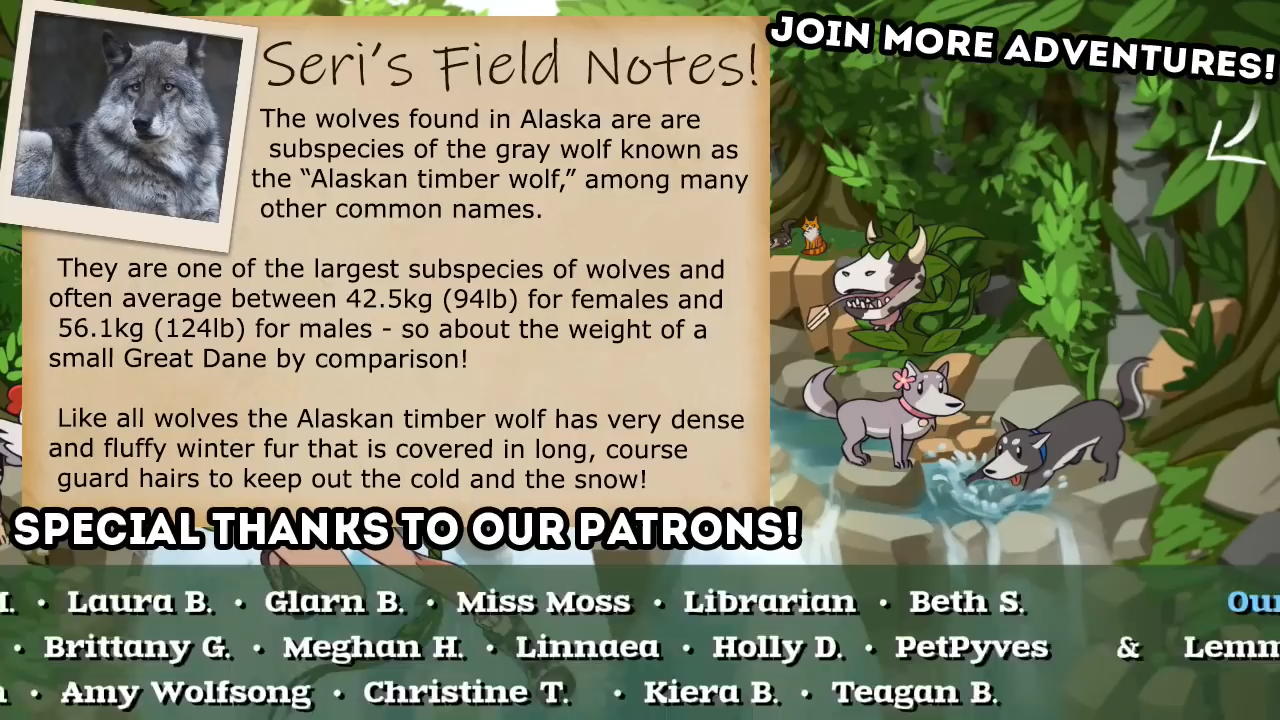 Seri's Field Notes!
JOIN MORE ADVENTURES!
The wolves found in Alaska are are
subspecies of the gray wolf known as
the “Alaskan timber wolf,” among many
other common names.
They are one of the largest subspecies of wolves and
often average between 42.5kg (94lb) for females and
56.1kg (124lb) for males - so about the weight of a
small Great Dane by comparison!
Like all wolves the Alaskan timber wolf has very dense
and fluffy winter fur that is covered in long, course
guard hairs to keep out the cold and the snow!
SPECIAL THANKS TO OUR PATRONS!
· Laura B. · Glarn B. · Miss Moss · Librarian · Beth S. Our
· Brittany G. · Meghan H. · Linnaea · Holly D. · PetPyves & Lemm
· Amy Wolfsong · Christine T. · Kiera B. · Teagan B.